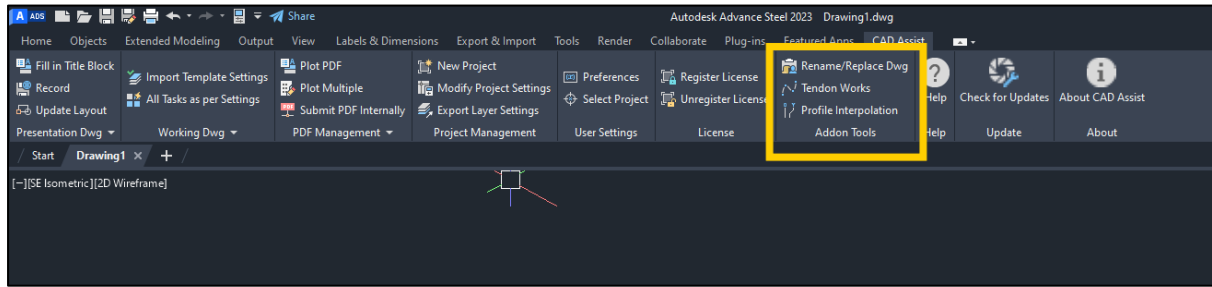 A ADS Share Autodesk Advance Steel 2023 Drawing1.dwg
Home Objects Extended Modeling Output View Labels & Dimensions Export & Import Tools Render Collaborate Plug-ins Featured Apps CAD Assist
Fill in Title Block
Record
Update Layout
Presentation Dwg
Import Template Settings
All Tasks as per Settings
Working Dwg
Plot PDF
Plot Multiple
Submit PDF Internally
PDF Management
New Project
Modify Project Settings
Export Layer Settings
Project Management
Preferences
Select Project
User Settings
Register License
Unregister License
License
Rename/Replace Dwg
Tendon Works
Profile Interpolation
Addon Tools
?
Help
Help
Check for Updates
Update
About CAD Assist
About
Start Drawing1 × +
[−][SE Isometric][2D Wireframe]